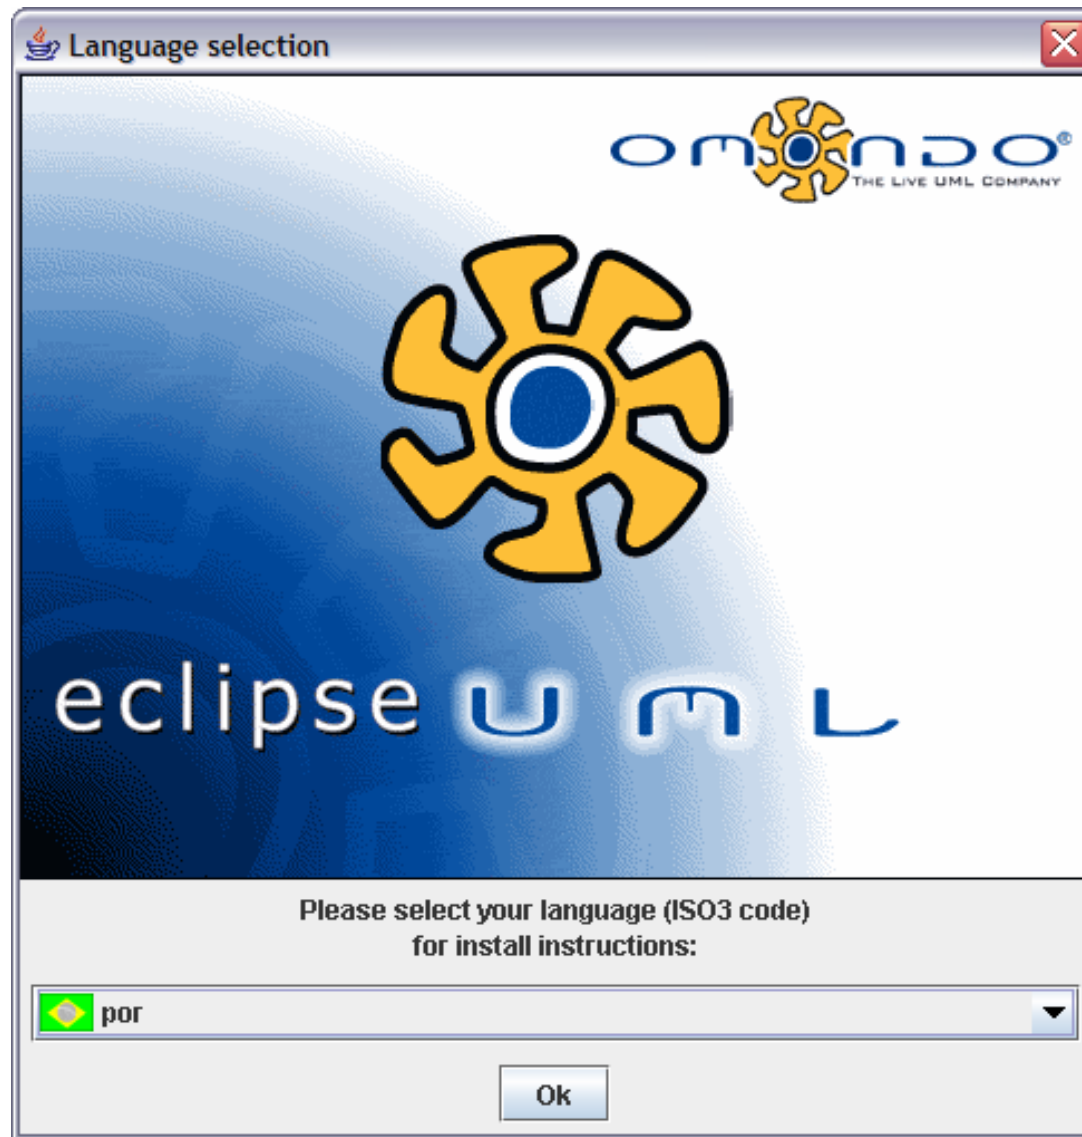 Language selection
OMONDO®
THE LIVE UML COMPANY
eclipse UML
Please select your language (ISO3 code)
for install instructions:
por
Ok